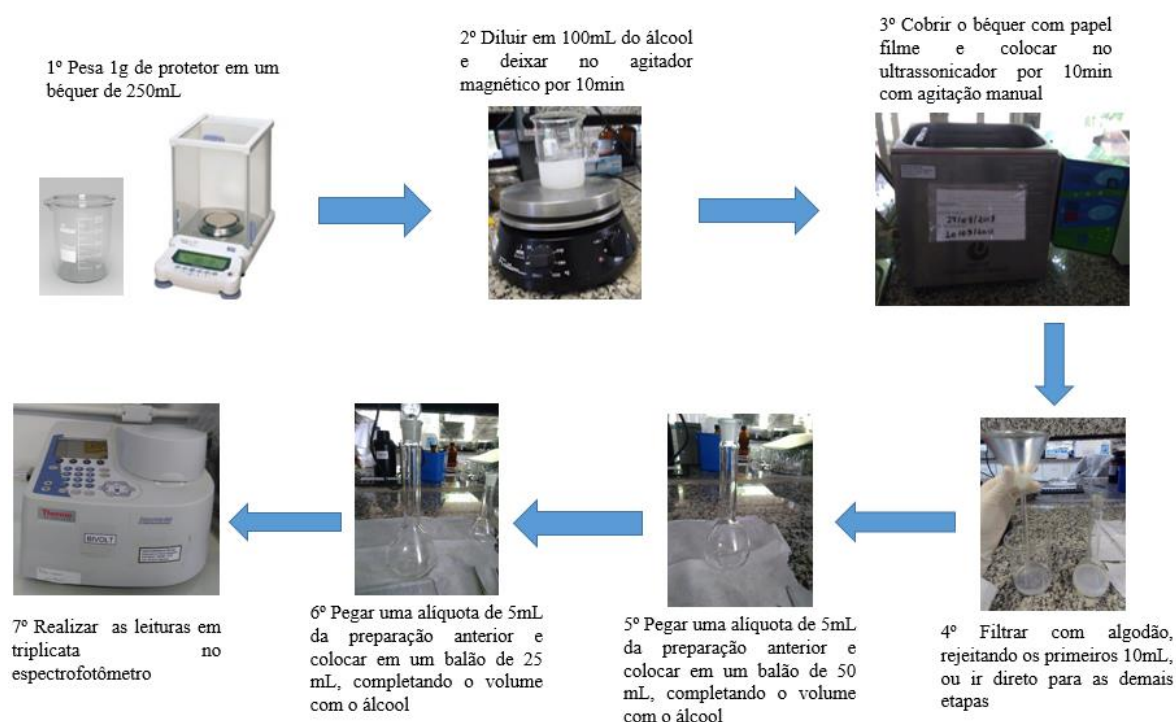 1º Pesa 1g de protetor em um
béquer de 250mL
2º Diluir em 100mL do álcool
e deixar no agitador
magnético por 10min
3º Cobrir o béquer com papel
filme e colocar no
ultrassonicador por 10min
com agitação manual
4º Filtrar com algodão,
rejeitando os primeiros 10mL,
ou ir direto para as demais
etapas
5º Pegar uma alíquota de 5mL
da preparação anterior e
colocar em um balão de 50
mL, completando o volume
com o álcool
6º Pegar uma alíquota de 5mL
da preparação anterior e
colocar em um balão de 25
mL, completando o volume
com o álcool
Thermo
BIVOLT
7º Realizar as leituras em
triplicata no
espectrofotômetro